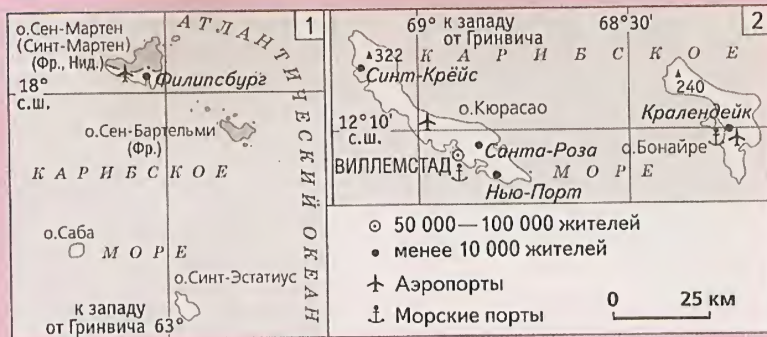 1
о.Сен-Мартен
(Синт-Мартен)
(Фр., Нид.)
Филипсбург
АТЛАНТИЧЕСКИЙ ОКЕАН
18°
с.ш.
о.Сен-Бартельми
(Фр.)
КАРИБСКОЕ
МОРЕ
о.Саба
о.Синт-Эстатиус
к западу
от Гринвича 63°
2
69° к западу
от Гринвича
68°30'
322
КАРИБСКОЕ
Синт-Крёйс
о.Кюрасао
240
Кралендейк
12°10'
с.ш.
Санта-Роза
о.Бонайре
ВИЛЛЕМСТАД
МОРЕ
Нью-Порт
50 000—100 000 жителей
менее 10 000 жителей
Аэропорты
Морские порты
0 25 км